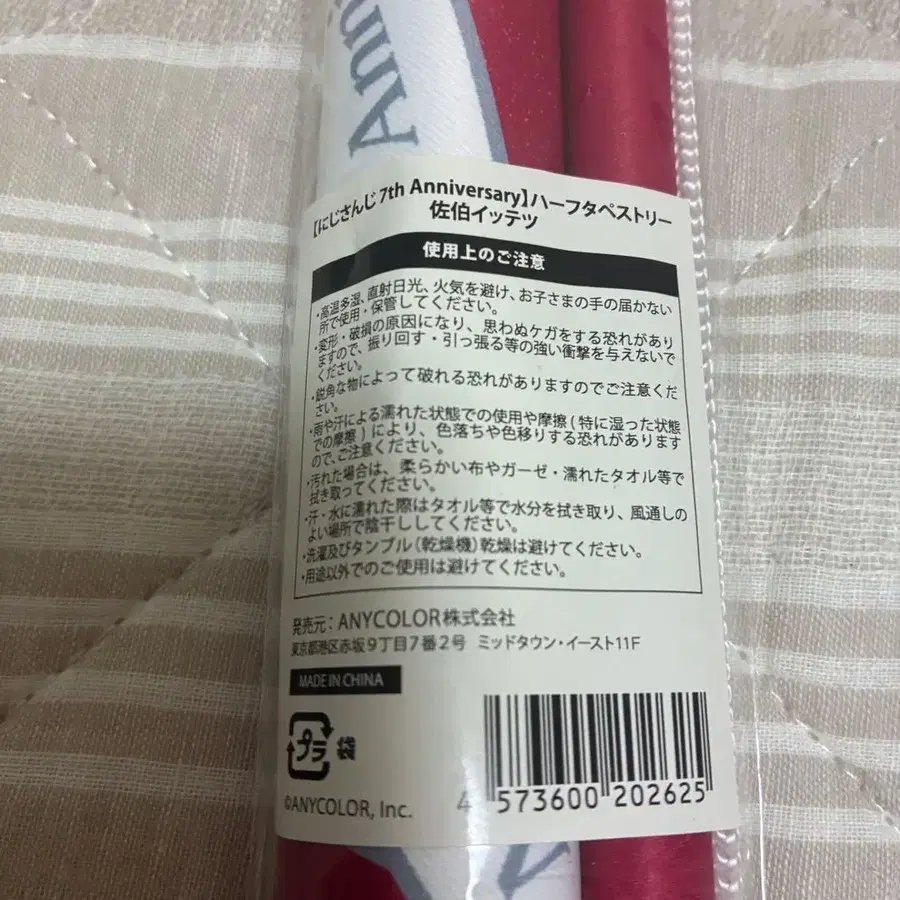 Anni
【にじさんじ 7th Anniversary】ハーフタペストリー
佐伯イッテツ
使用上のご注意
・高温多湿、直射日光、火気を避け、お子さまの手の届かない
所で使用・保管してください。
・変形・破損の原因になり、思わぬケガをする恐れがあり
ますので、振り回す・引っ張る等の強い衝撃を与えないで
ください。
・鋭角な物によって破れる恐れがありますのでご注意くだ
さい。
・雨や汗による濡れた状態での使用や摩擦(特に湿った状態
での摩擦)により、色落ちや色移りする恐れがあります
ので、ご注意ください。
・汚れた場合は、柔らかい布やガーゼ・濡れたタオル等で
拭き取ってください。
・汗・水に濡れた際はタオル等で水分を拭き取り、風通しの
よい場所で陰干ししてください。
・洗濯及びタンブル(乾燥機)乾燥は避けてください。
・用途以外でのご使用は避けてください。
発売元:ANYCOLOR株式会社
東京都港区赤坂9丁目7番2号 ミッドタウン・イースト11F
MADE IN CHINA
プラ 袋
©ANYCOLOR, Inc.
4 573600 202625